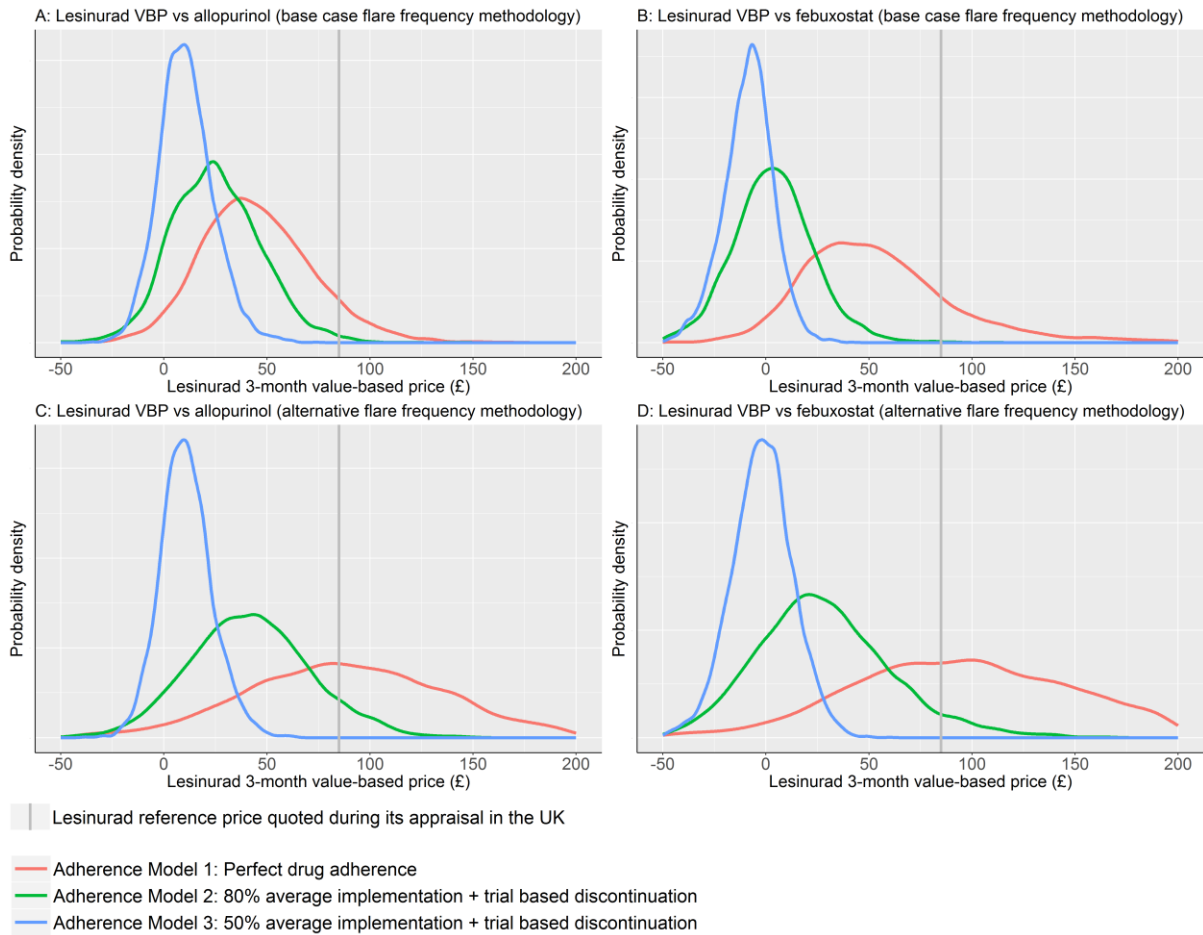 A: Lesinurad VBP vs allopurinol (base case flare frequency methodology)
Probability density
-50 0 50 100 150 200
Lesinurad 3-month value-based price (£)
B: Lesinurad VBP vs febuxostat (base case flare frequency methodology)
Probability density
-50 0 50 100 150 200
Lesinurad 3-month value-based price (£)
C: Lesinurad VBP vs allopurinol (alternative flare frequency methodology)
Probability density
-50 0 50 100 150 200
Lesinurad 3-month value-based price (£)
D: Lesinurad VBP vs febuxostat (alternative flare frequency methodology)
Probability density
-50 0 50 100 150 200
Lesinurad 3-month value-based price (£)
Lesinurad reference price quoted during its appraisal in the UK
Adherence Model 1: Perfect drug adherence
Adherence Model 2: 80% average implementation + trial based discontinuation
Adherence Model 3: 50% average implementation + trial based discontinuation